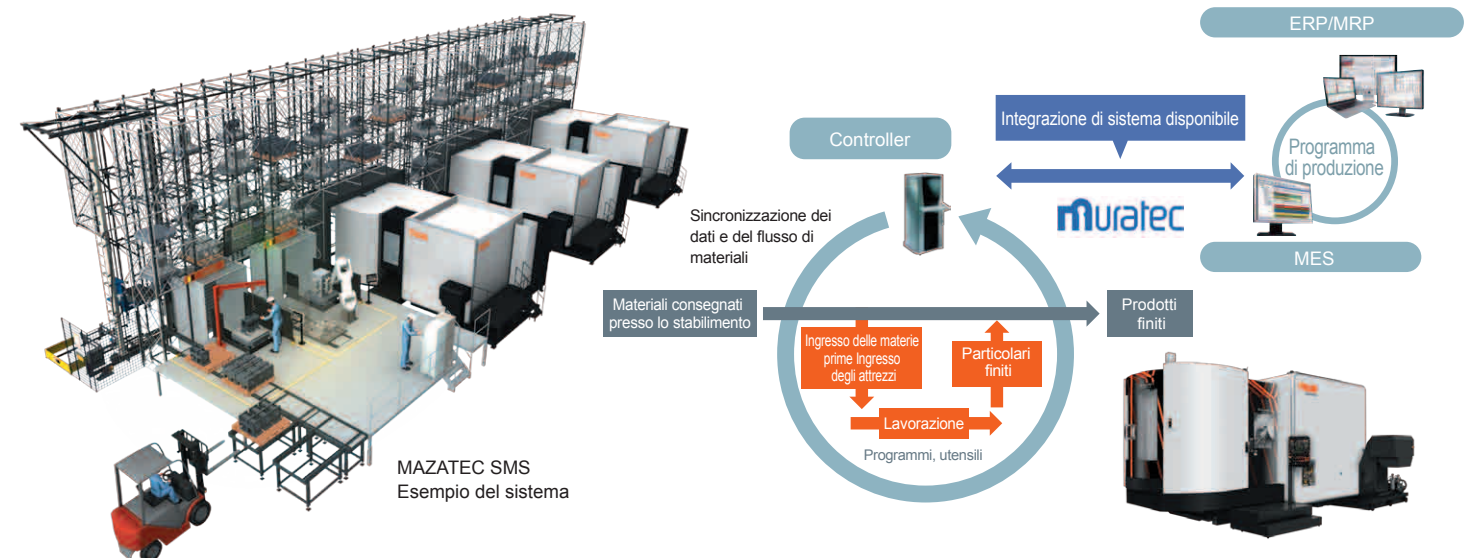 ERP/MRP
Integrazione di sistema disponibile
Controller
Programma
di produzione
muratec
MES
Sincronizzazione dei
dati e del flusso di
materiali
Materiali consegnati
presso lo stabilimento
Prodotti
finiti
Ingresso delle materie
prime Ingresso
degli attrezzi
Particolari
finiti
Lavorazione
Programmi, utensili
MAZATEC SMS
Esempio del sistema